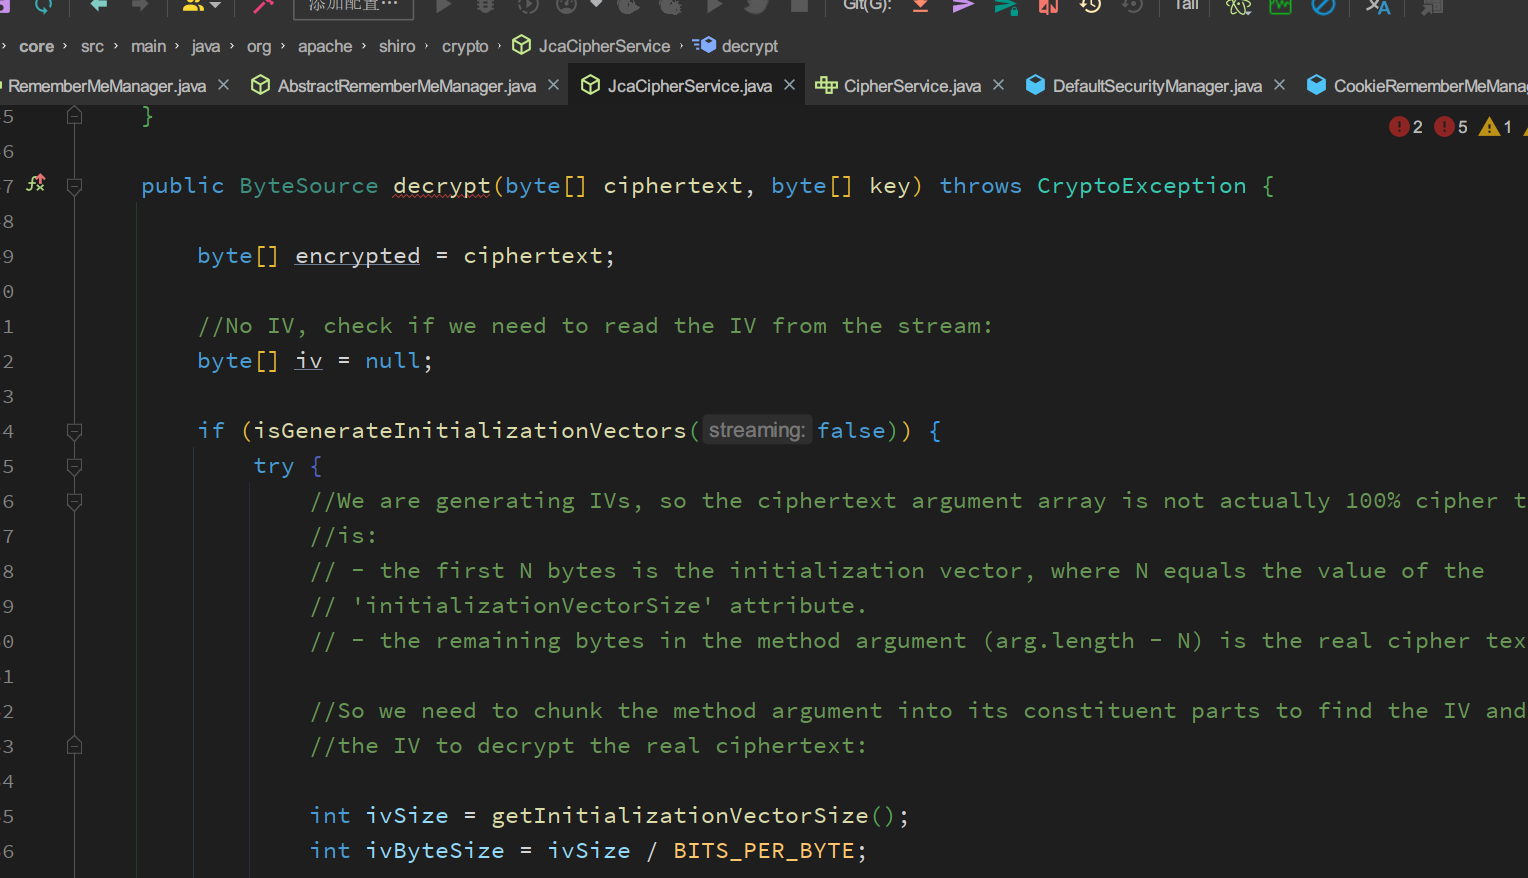 添加配置… Git(G): Tail
core › src › main › java › org › apache › shiro › crypto › JcaCipherService › decrypt
RememberMeManager.java AbstractRememberMeManager.java JcaCipherService.java CipherService.java DefaultSecurityManager.java CookieRememberMeMana
5 }
2 5 1
6
7 public ByteSource decrypt(byte[] ciphertext, byte[] key) throws CryptoException {
8
9 byte[] encrypted = ciphertext;
0
1 //No IV, check if we need to read the IV from the stream:
2 byte[] iv = null;
3
4 if (isGenerateInitializationVectors( streaming: false)) {
5 try {
6 //We are generating IVs, so the ciphertext argument array is not actually 100% cipher t
7 //is:
8 // - the first N bytes is the initialization vector, where N equals the value of the
9 // 'initializationVectorSize' attribute.
0 // - the remaining bytes in the method argument (arg.length - N) is the real cipher tex
1
2 //So we need to chunk the method argument into its constituent parts to find the IV and
3 //the IV to decrypt the real ciphertext:
4
5 int ivSize = getInitializationVectorSize();
6 int ivByteSize = ivSize / BITS_PER_BYTE;